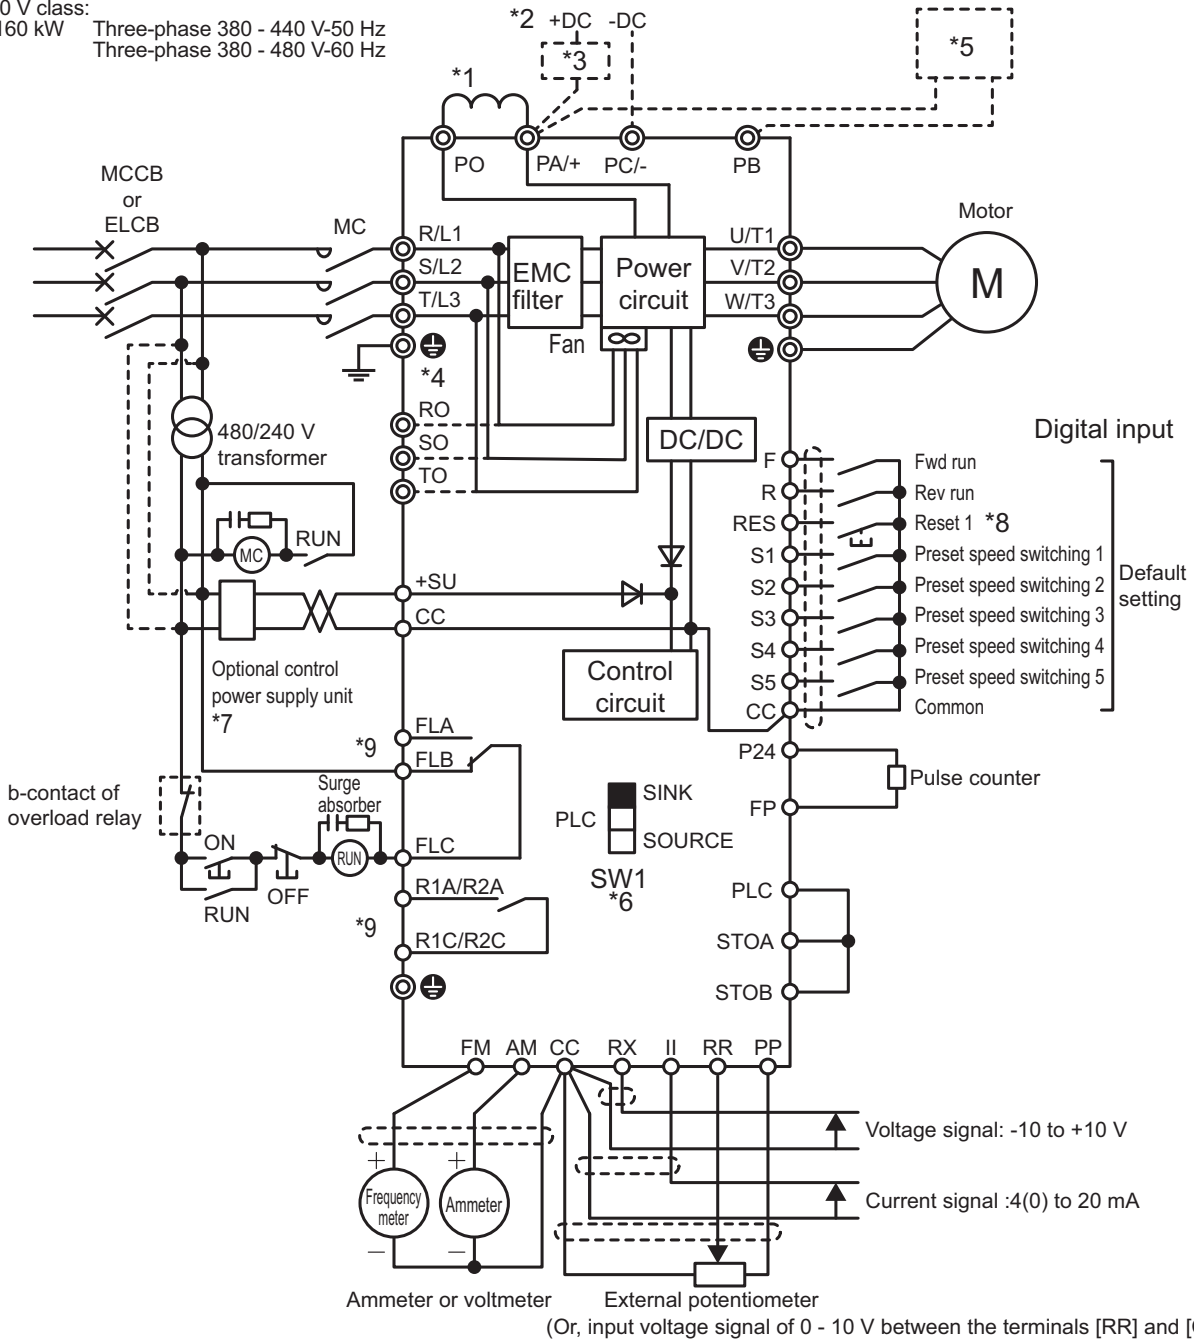 0 V class:
160 kW Three-phase 380 - 440 V-50 Hz
Three-phase 380 - 480 V-60 Hz
*2 +DC -DC
*3
*5
*1
PO PA/+ PC/- PB
MCCB
or
ELCB
MC
Motor
R/L1
S/L2
T/L3
EMC
filter
Power
circuit
U/T1
V/T2
W/T3
M
Fan
*4
RO
SO
TO
480/240 V
transformer
DC/DC
Digital input
F Fwd run
R Rev run
RES Reset 1 *8
S1 Preset speed switching 1
S2 Preset speed switching 2
S3 Preset speed switching 3
S4 Preset speed switching 4
S5 Preset speed switching 5
CC Common
Default
setting
MC RUN
+SU
CC
Optional control
power supply unit
*7
Control
circuit
*9
FLA
FLB
FLC
P24
FP
Pulse counter
b-contact of
overload relay
Surge
absorber
ON
RUN
OFF
RUN
PLC
SINK
SOURCE
SW1
*6
*9
R1A/R2A
R1C/R2C
PLC
STOA
STOB
FM AM CC RX II RR PP
Voltage signal: -10 to +10 V
Current signal :4(0) to 20 mA
+ +
Frequency
meter
Ammeter
− −
Ammeter or voltmeter
External potentiometer
(Or, input voltage signal of 0 - 10 V between the terminals [RR] and